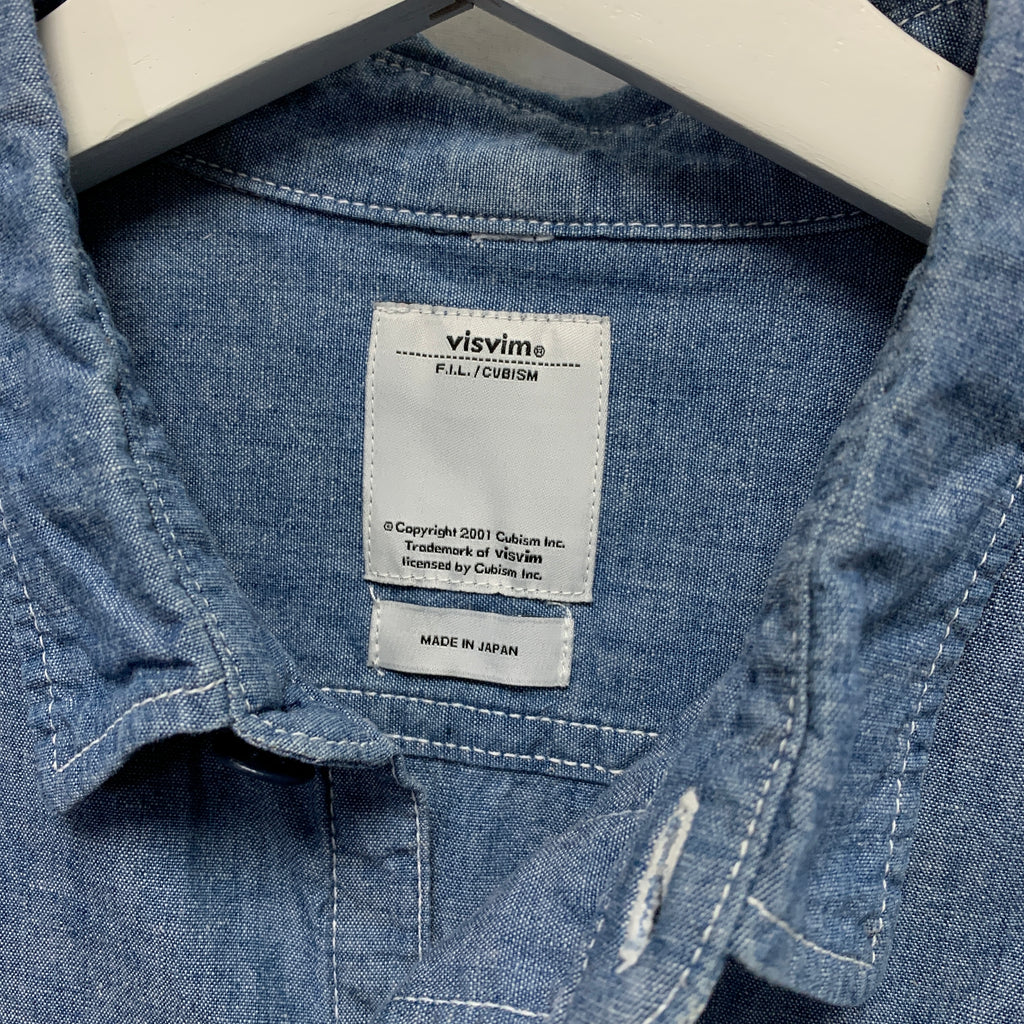 visvim®
F.I.L./CUBISM
© Copyright 2001 Cubism Inc.
Trademark of visvim
licensed by Cubism Inc.
MADE IN JAPAN